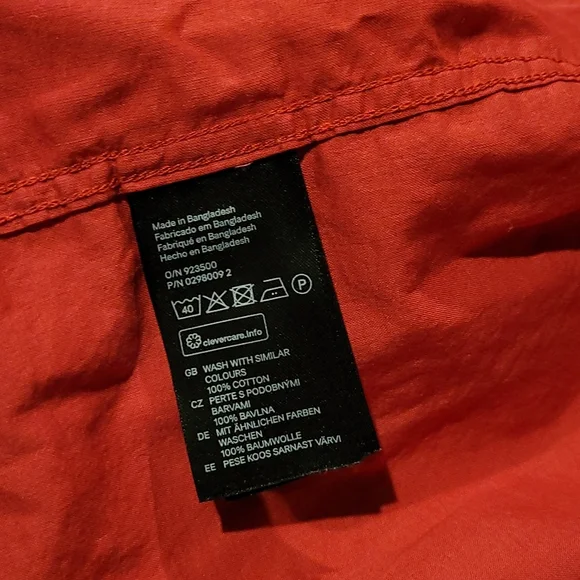 Made in Bangladesh
Fabricado em Bangladesh
Fabriqué en Bangladesh
Hecho en Bangladesh
O/N 923500
P/N 0298009 2
40 P
clevercare.info
GB WASH WITH SIMILAR
COLOURS
100% COTTON
CZ PERTE S PODOBNÝMI
BARVAMI
100% BAVLNA
DE MIT ÄHNLICHEN FARBEN
WASCHEN
100% BAUMWOLLE
EE PESE KOOS SARNAST VÄRVI